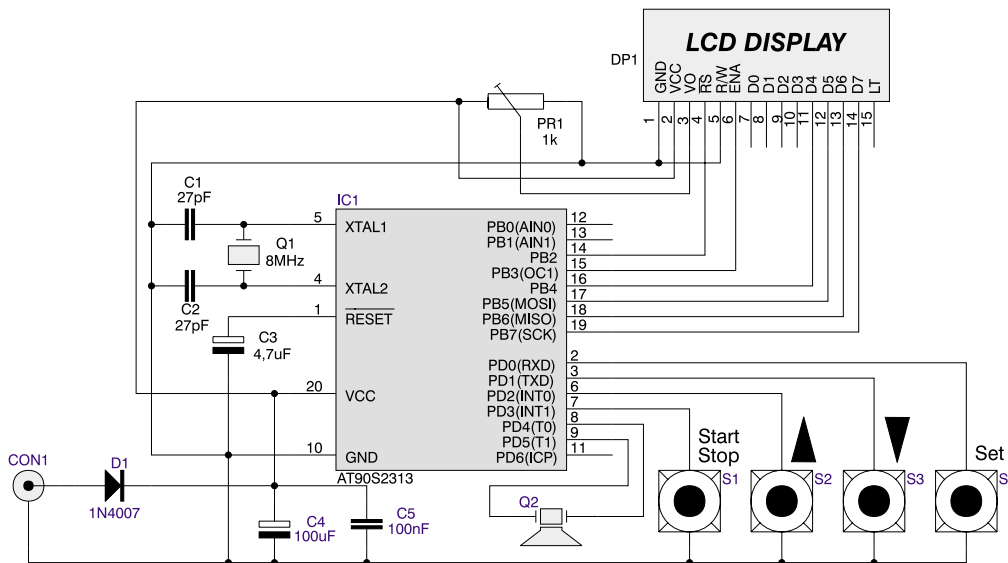 LCD DISPLAY
DP1
GND
VCC
VO
RS
R/W
ENA
D0
D1
D2
D3
D4
D5
D6
D7
LT
1
2
3
4
5
6
7
8
9
10
11
12
13
14
15
PR1
1k
C1
27pF
Q1
8MHz
C2
27pF
C3
4,7uF
IC1
5
XTAL1
4
XTAL2
1
RESET
20
VCC
10
GND
AT90S2313
PB0(AIN0)
12
PB1(AIN1)
13
PB2
14
PB3(OC1)
15
PB4
16
PB5(MOSI)
17
PB6(MISO)
18
PB7(SCK)
19
PD0(RXD)
2
PD1(TXD)
3
PD2(INT0)
6
PD3(INT1)
7
PD4(T0)
8
PD5(T1)
9
PD6(ICP)
11
CON1
D1
1N4007
C4
100uF
C5
100nF
Q2
Start
Stop
S1
S2
S3
Set
S